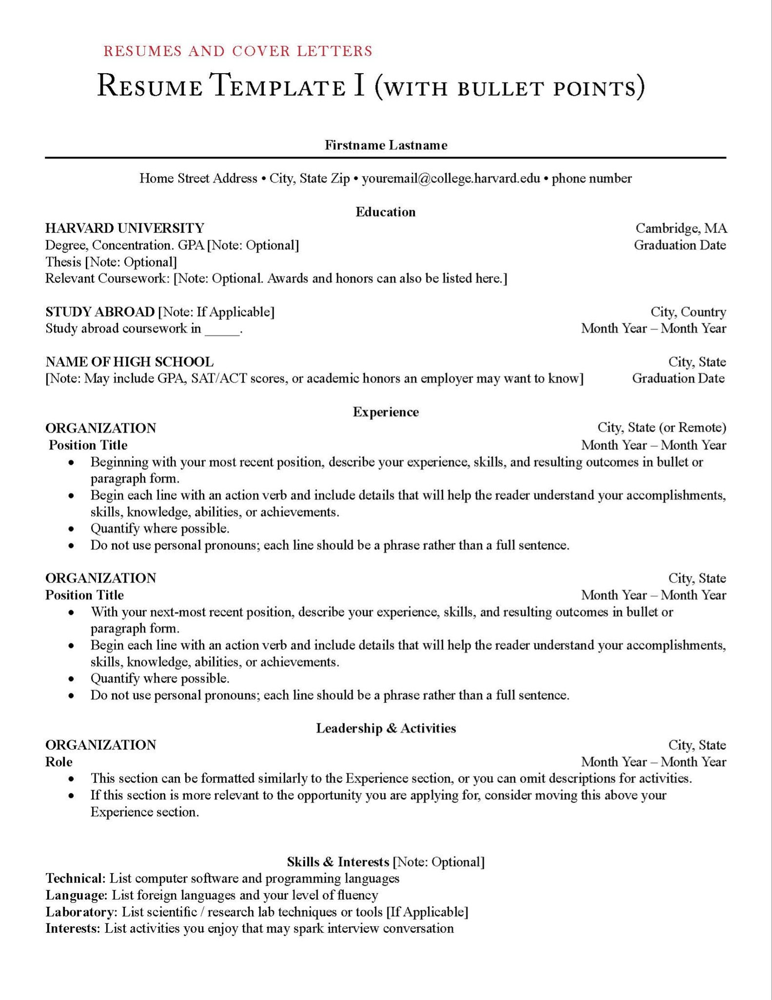 RESUMES AND COVER LETTERS
RESUME TEMPLATE I (WITH BULLET POINTS)
Firstname Lastname
Home Street Address • City, State Zip • youremail@college.harvard.edu • phone number
Education
HARVARD UNIVERSITY Cambridge, MA
Degree, Concentration. GPA [Note: Optional] Graduation Date
Thesis [Note: Optional]
Relevant Coursework: [Note: Optional. Awards and honors can also be listed here.]
STUDY ABROAD [Note: If Applicable] City, Country
Study abroad coursework in _____. Month Year – Month Year
NAME OF HIGH SCHOOL City, State
[Note: May include GPA, SAT/ACT scores, or academic honors an employer may want to know] Graduation Date
Experience
ORGANIZATION City, State (or Remote)
Position Title Month Year – Month Year
• Beginning with your most recent position, describe your experience, skills, and resulting outcomes in bullet or
paragraph form.
• Begin each line with an action verb and include details that will help the reader understand your accomplishments,
skills, knowledge, abilities, or achievements.
• Quantify where possible.
• Do not use personal pronouns; each line should be a phrase rather than a full sentence.
ORGANIZATION City, State
Position Title Month Year – Month Year
• With your next-most recent position, describe your experience, skills, and resulting outcomes in bullet or
paragraph form.
• Begin each line with an action verb and include details that will help the reader understand your accomplishments,
skills, knowledge, abilities, or achievements.
• Quantify where possible.
• Do not use personal pronouns; each line should be a phrase rather than a full sentence.
Leadership & Activities
ORGANIZATION City, State
Role Month Year – Month Year
• This section can be formatted similarly to the Experience section, or you can omit descriptions for activities.
• If this section is more relevant to the opportunity you are applying for, consider moving this above your
Experience section.
Skills & Interests [Note: Optional]
Technical: List computer software and programming languages
Language: List foreign languages and your level of fluency
Laboratory: List scientific / research lab techniques or tools [If Applicable]
Interests: List activities you enjoy that may spark interview conversation